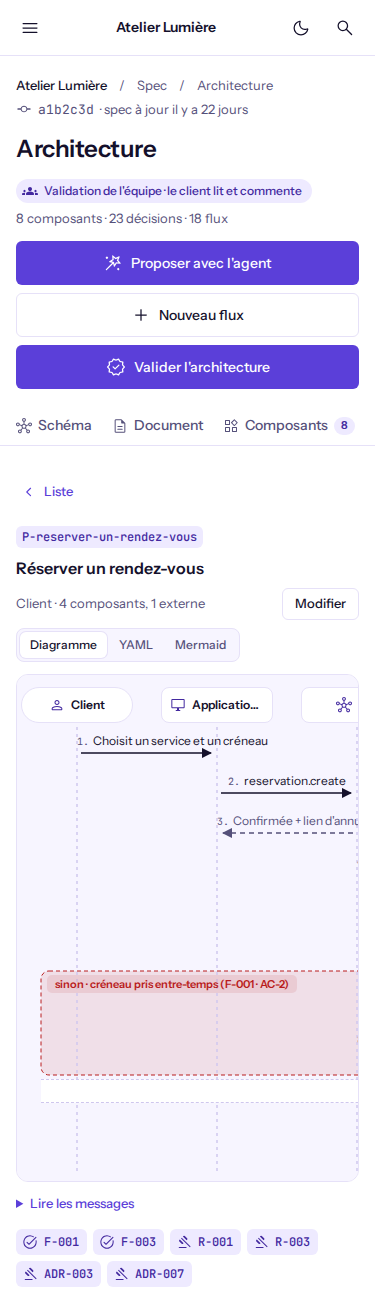 Atelier Lumière
Atelier Lumière / Spec / Architecture
a1b2c3d · spec à jour il y a 22 jours
Architecture
Validation de l'équipe · le client lit et commente
8 composants · 23 décisions · 18 flux
Proposer avec l'agent
Nouveau flux
Valider l'architecture
Schéma Document Composants 8
Liste
P-reserver-un-rendez-vous
Réserver un rendez-vous
Client · 4 composants, 1 externe
Modifier
Diagramme YAML Mermaid
Client Applicatio...
1. Choisit un service et un créneau
2. reservation.create
3. Confirmée + lien d'annu
sinon · créneau pris entre-temps (F-001 · AC-2)
Lire les messages
F-001 F-003 R-001 R-003
ADR-003 ADR-007